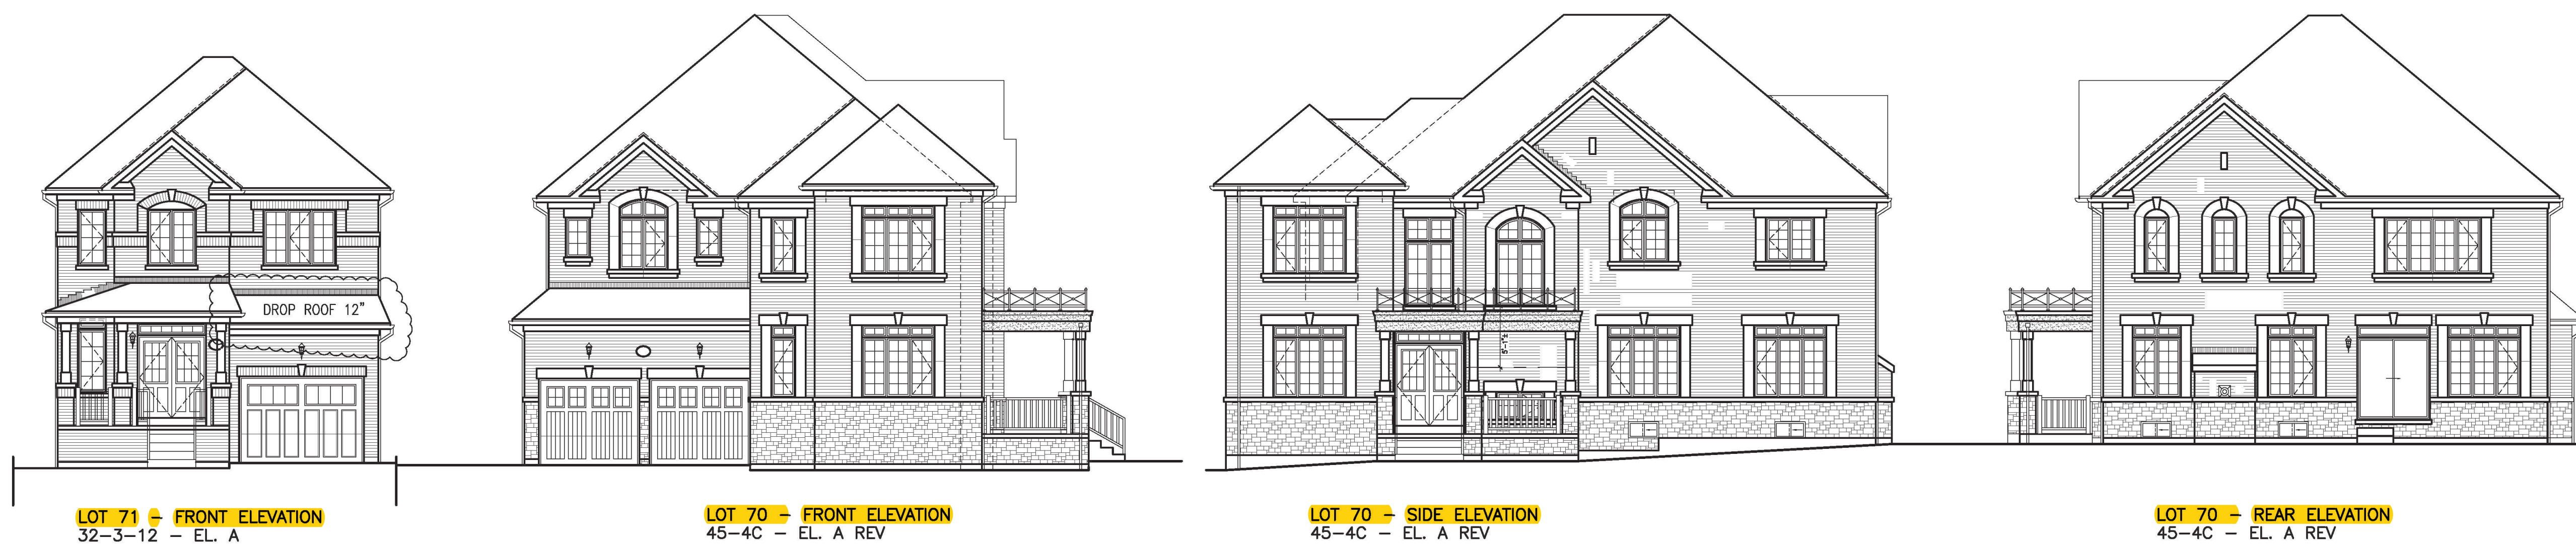 DROP ROOF 12"
5'-1"±
LOT 71 - FRONT ELEVATION
32-3-12 - EL. A
LOT 70 - FRONT ELEVATION
45-4C - EL. A REV
LOT 70 - SIDE ELEVATION
45-4C - EL. A REV
LOT 70 - REAR ELEVATION
45-4C - EL. A REV